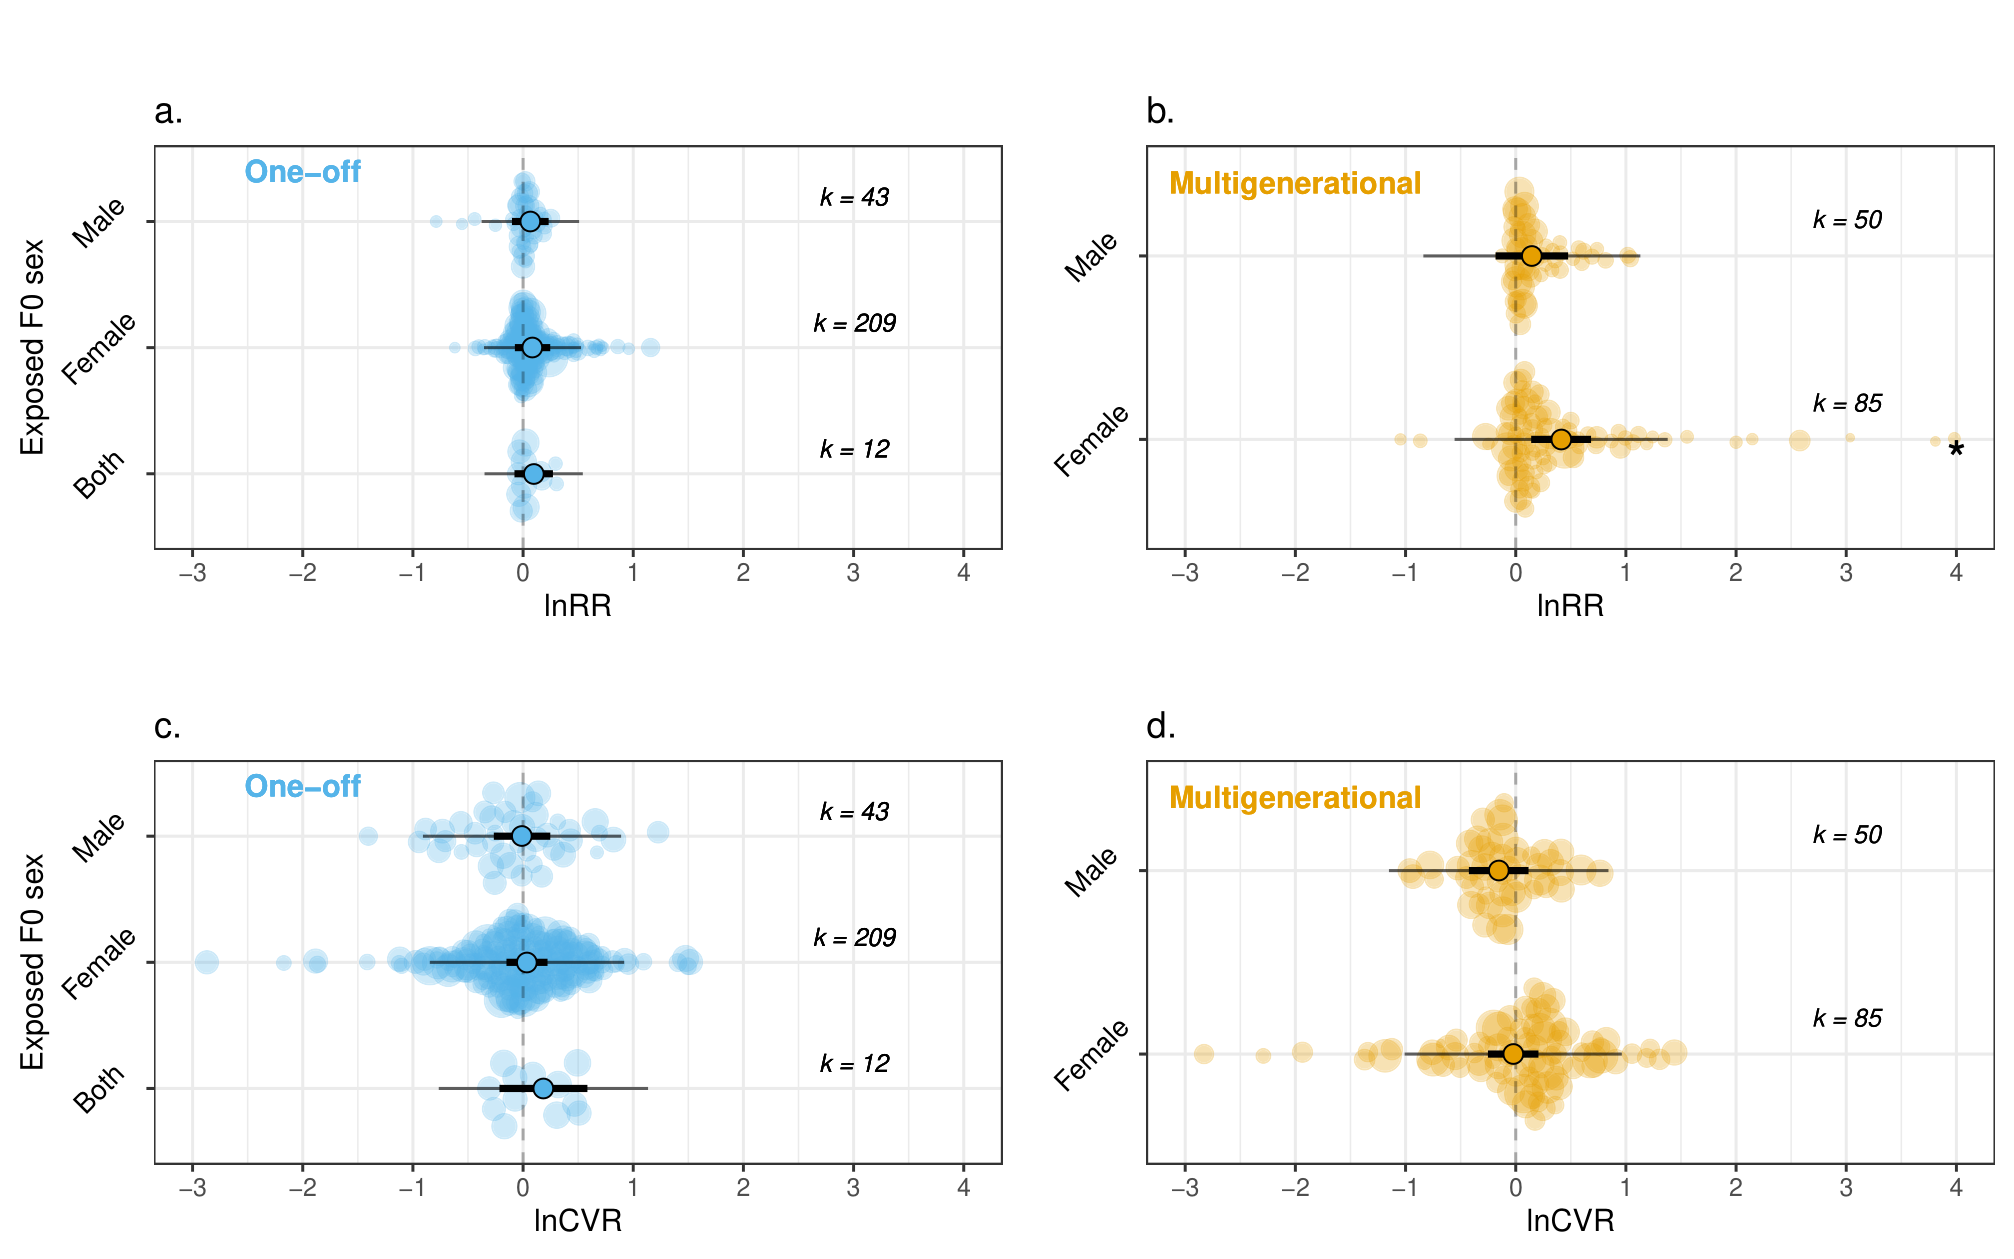 a.
One−off
Male
k = 43
Female
k = 209
Both
k = 12
Exposed F0 sex
−3 −2 −1 0 1 2 3 4
lnRR
b.
Multigenerational
Male
k = 50
Female
k = 85
*
−3 −2 −1 0 1 2 3 4
lnRR
c.
One−off
Male
k = 43
Female
k = 209
Both
k = 12
Exposed F0 sex
−3 −2 −1 0 1 2 3 4
lnCVR
d.
Multigenerational
Male
k = 50
Female
k = 85
−3 −2 −1 0 1 2 3 4
lnCVR